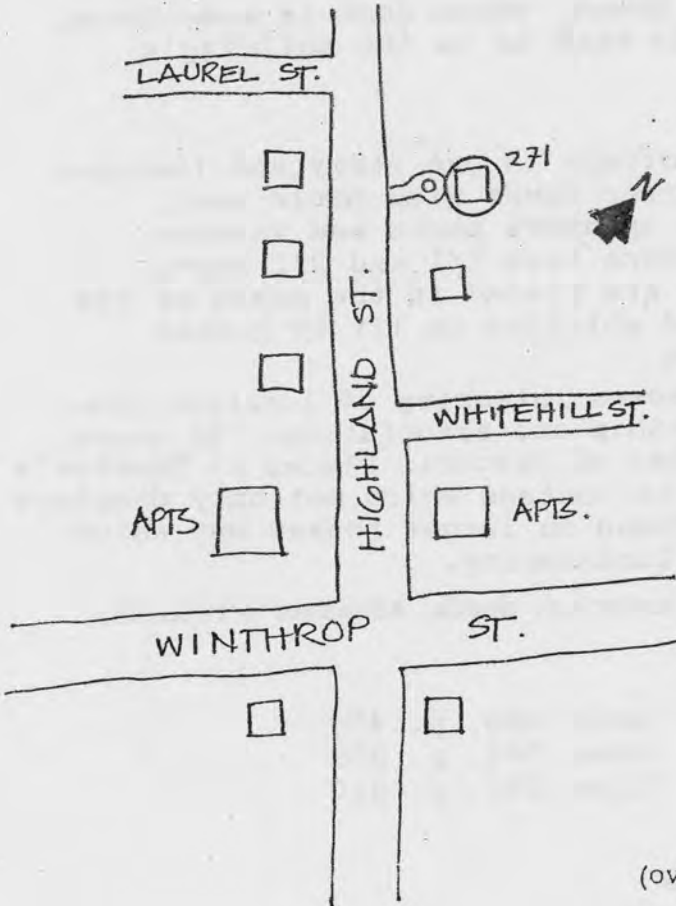 LAUREL ST.
271
N
HIGHLAND ST.
WHITEHILL ST.
APTS
APTS.
WINTHROP ST.
(OV